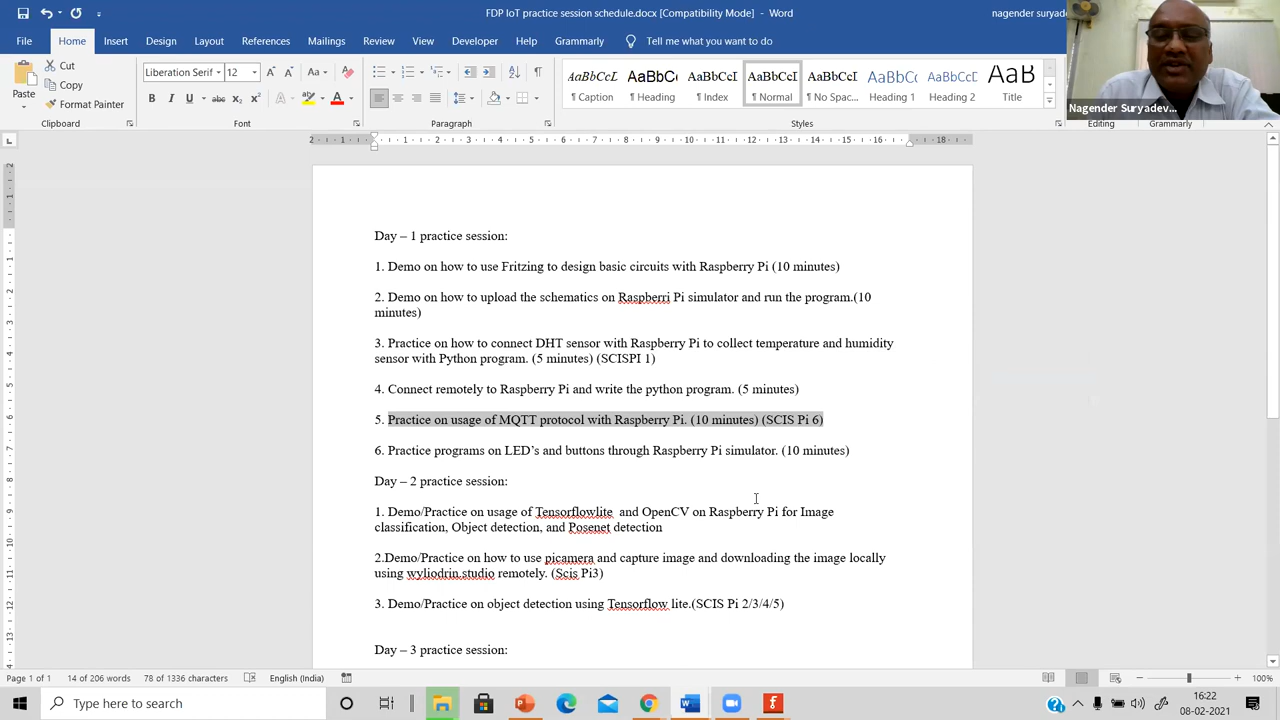 FDP IoT practice session schedule.docx [Compatibility Mode] - Word
nagender suryade
File Home Insert Design Layout References Mailings Review View Developer Help Grammarly Tell me what you want to do
Cut
Copy
Format Painter
Paste
Clipboard
Liberation Serif 12
Font
Paragraph
AaBbCcL AaBbCc AaBbCcI AaBbCcI AaBbCcI AaBbCcI AaBbCcL AaB
¶ Caption ¶ Heading ¶ Index ¶ Normal ¶ No Spac... Heading 1 Heading 2 Title
Styles
Editing Grammarly
Nagender Suryadev...
Day – 1 practice session:
1. Demo on how to use Fritzing to design basic circuits with Raspberry Pi (10 minutes)
2. Demo on how to upload the schematics on Raspberri Pi simulator and run the program.(10
minutes)
3. Practice on how to connect DHT sensor with Raspberry Pi to collect temperature and humidity
sensor with Python program. (5 minutes) (SCISPI 1)
4. Connect remotely to Raspberry Pi and write the python program. (5 minutes)
5. Practice on usage of MQTT protocol with Raspberry Pi. (10 minutes) (SCIS Pi 6)
6. Practice programs on LED’s and buttons through Raspberry Pi simulator. (10 minutes)
Day – 2 practice session:
1. Demo/Practice on usage of Tensorflowlite and OpenCV on Raspberry Pi for Image
classification, Object detection, and Posenet detection
2.Demo/Practice on how to use picamera and capture image and downloading the image locally
using wyliodrin.studio remotely. (Scis Pi3)
3. Demo/Practice on object detection using Tensorflow lite.(SCIS Pi 2/3/4/5)
Day – 3 practice session:
Page 1 of 1 14 of 206 words 78 of 1336 characters English (India) 100%
Type here to search
16:22
08-02-2021